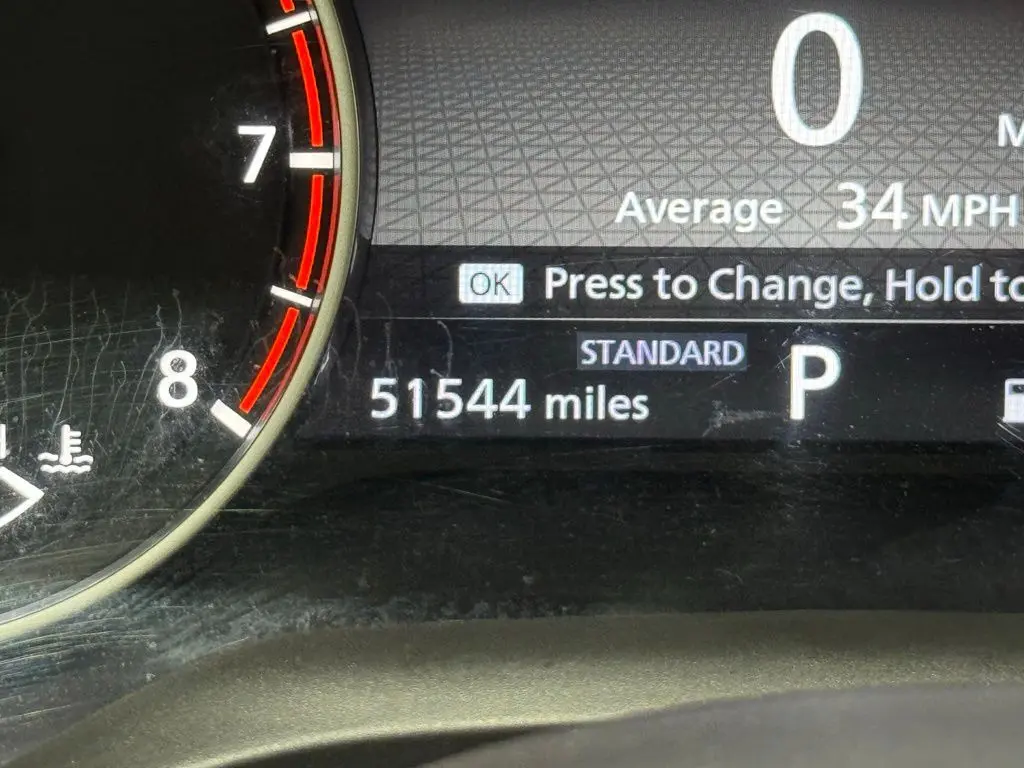 0
7
Average 34 MPH
OK Press to Change, Hold to
STANDARD
8
51544 miles P